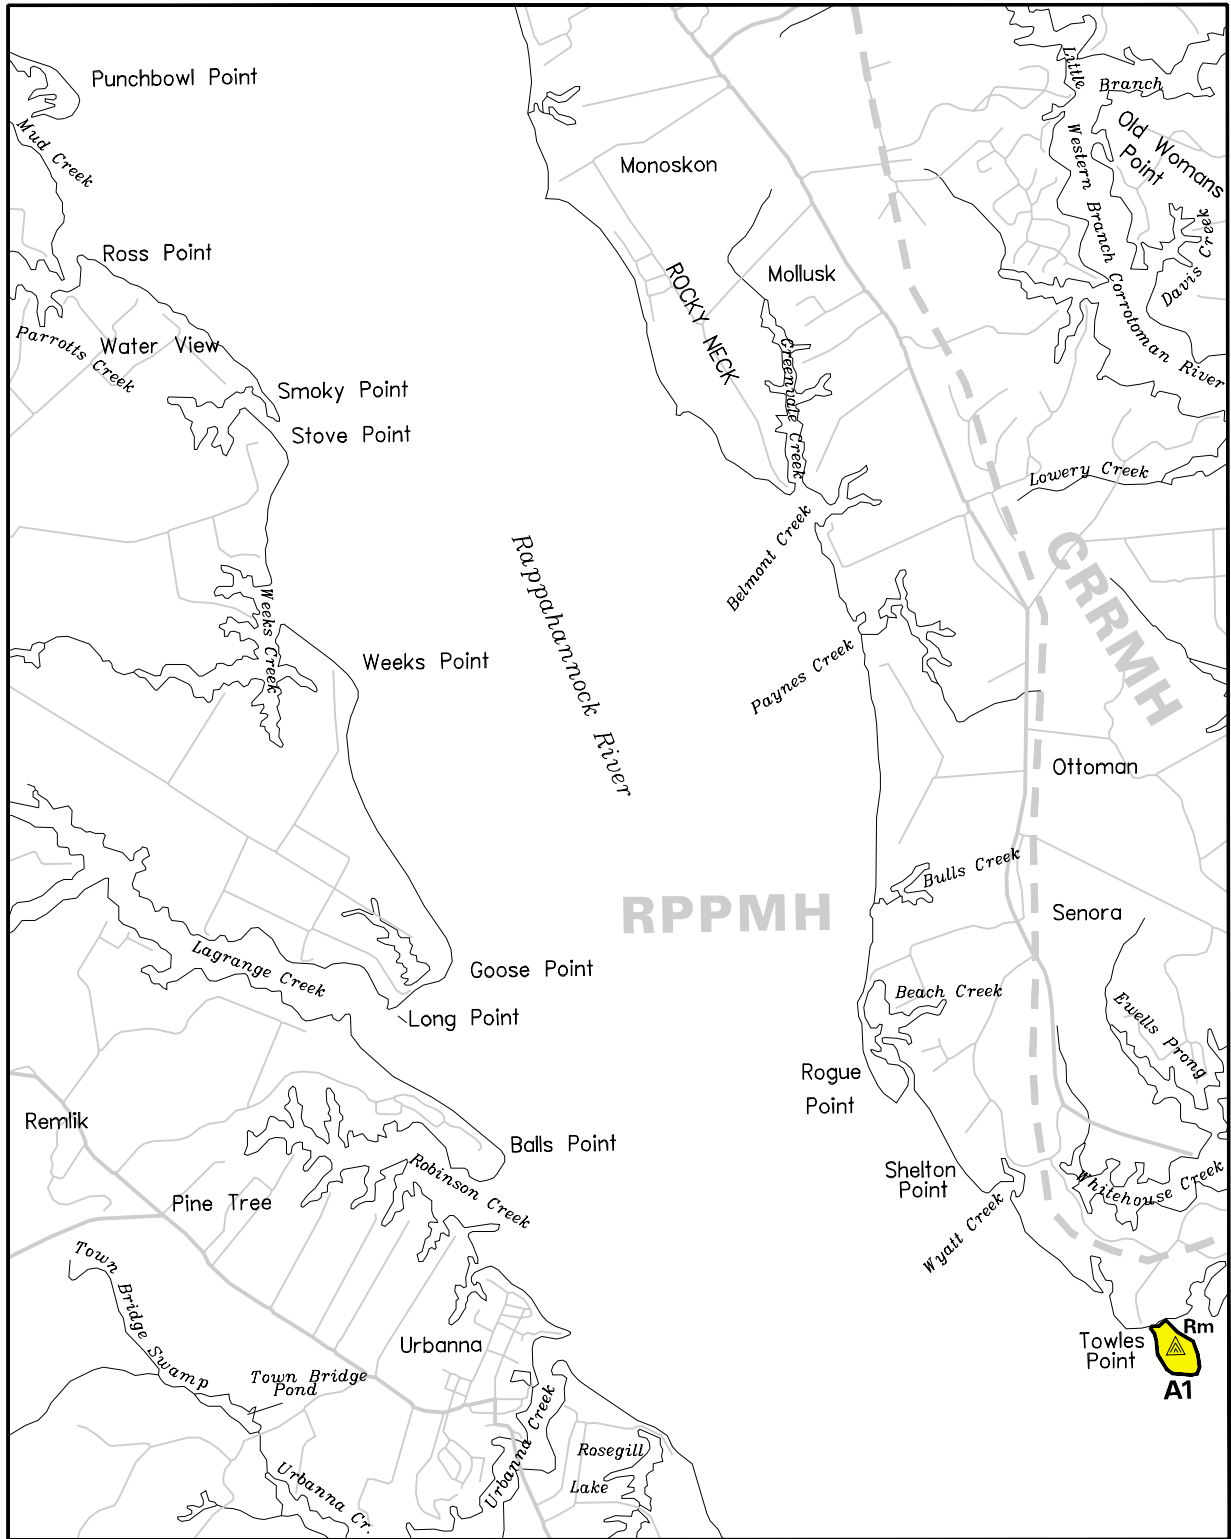 Punchbowl Point
Little
Branch
Mud Creek
Monoskon
Old Womans
Point
Western Branch Corrotoman River
Davis Creek
Ross Point
ROCKY NECK
Mollusk
Parrotts Creek
Water View
Greenvale Creek
Smoky Point
Stove Point
Lowery Creek
Belmont Creek
Rappahannock River
CRRMH
Weeks Creek
Weeks Point
Paynes Creek
Ottoman
Bulls Creek
RPPMH
Senora
Lagrange Creek
Goose Point
Beach Creek
Long Point
Ewells Prong
Rogue
Point
Remlik
Balls Point
Robinson Creek
Shelton
Point
Whitehouse Creek
Pine Tree
Wyatt Creek
Town Bridge Swamp
Urbanna
Towles
Point
Rm
A1
Town Bridge
Pond
Urbanna Creek
Rosegill
Lake
Urbanna Cr.